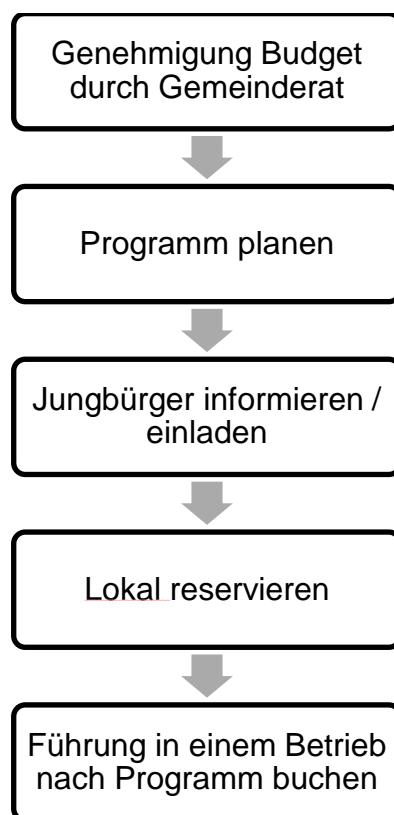 Genehmigung Budget
durch Gemeinderat
Programm planen
Jungbürger informieren /
einladen
Lokal reservieren
Führung in einem Betrieb
nach Programm buchen